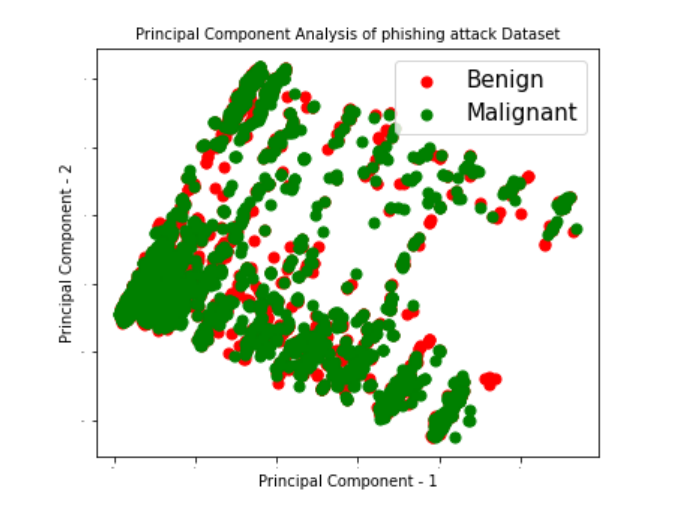 Principal Component Analysis of phishing attack Dataset
Benign
Malignant
Principal Component - 2
Principal Component - 1